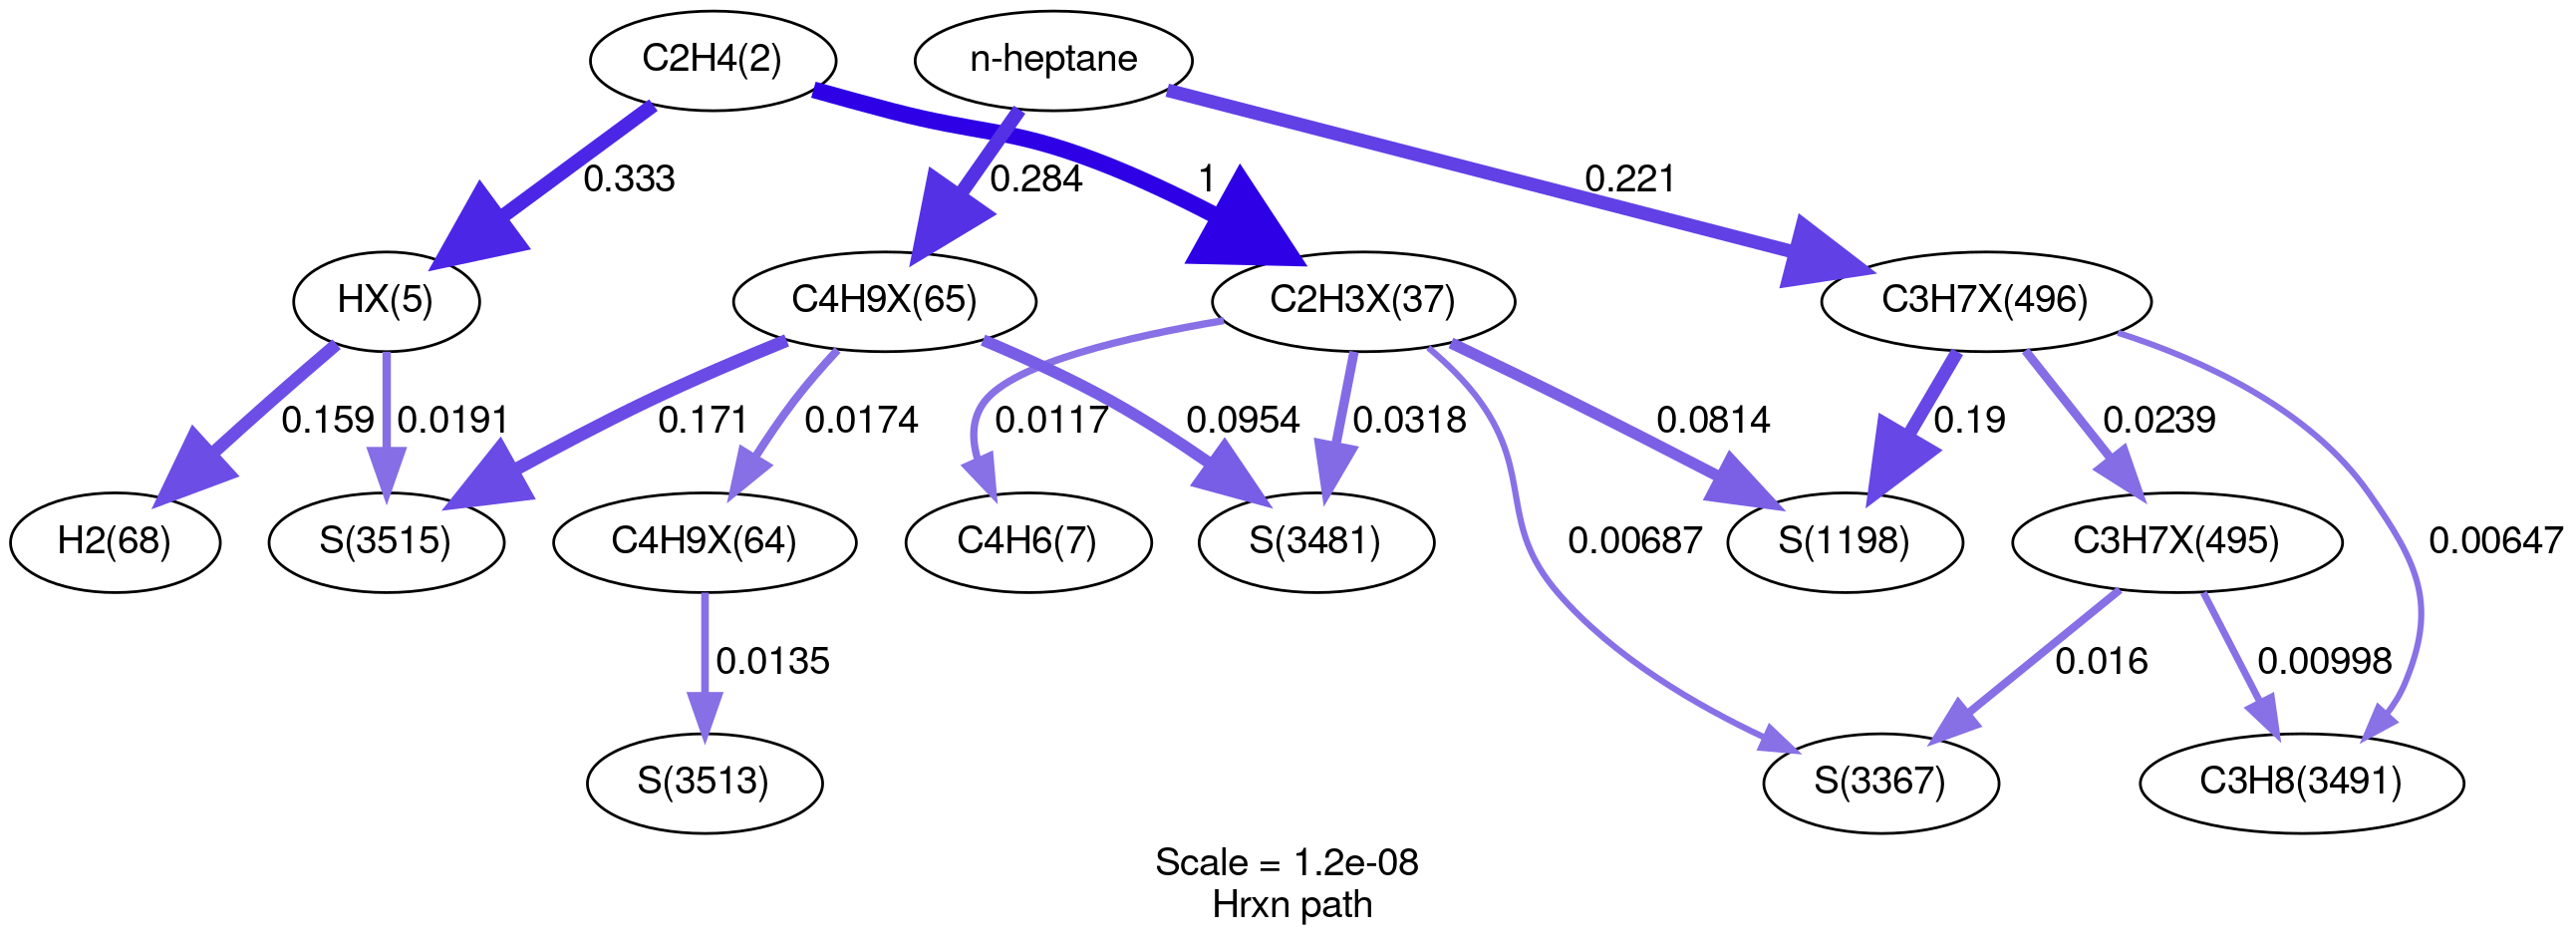 C2H4(2)
n-heptane
0.333
0.284
1
0.221
HX(5)
C4H9X(65)
C2H3X(37)
C3H7X(496)
0.159
0.0191
0.171
0.0174
0.0117
0.0954
0.0318
0.0814
0.19
0.0239
H2(68)
S(3515)
C4H9X(64)
C4H6(7)
S(3481)
0.00687
S(1198)
C3H7X(495)
0.00647
0.0135
0.016
0.00998
S(3513)
S(3367)
C3H8(3491)
Scale = 1.2e-08
Hrxn path